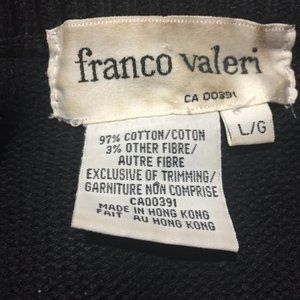 franco valeri
CA 00391
L/G
97% COTTON/COTON
3% OTHER FIBRE/
AUTRE FIBRE
EXCLUSIVE OF TRIMMING/
GARNITURE NON COMPRISE
CA00391
MADE IN HONG KONG
FAIT AU HONG KONG